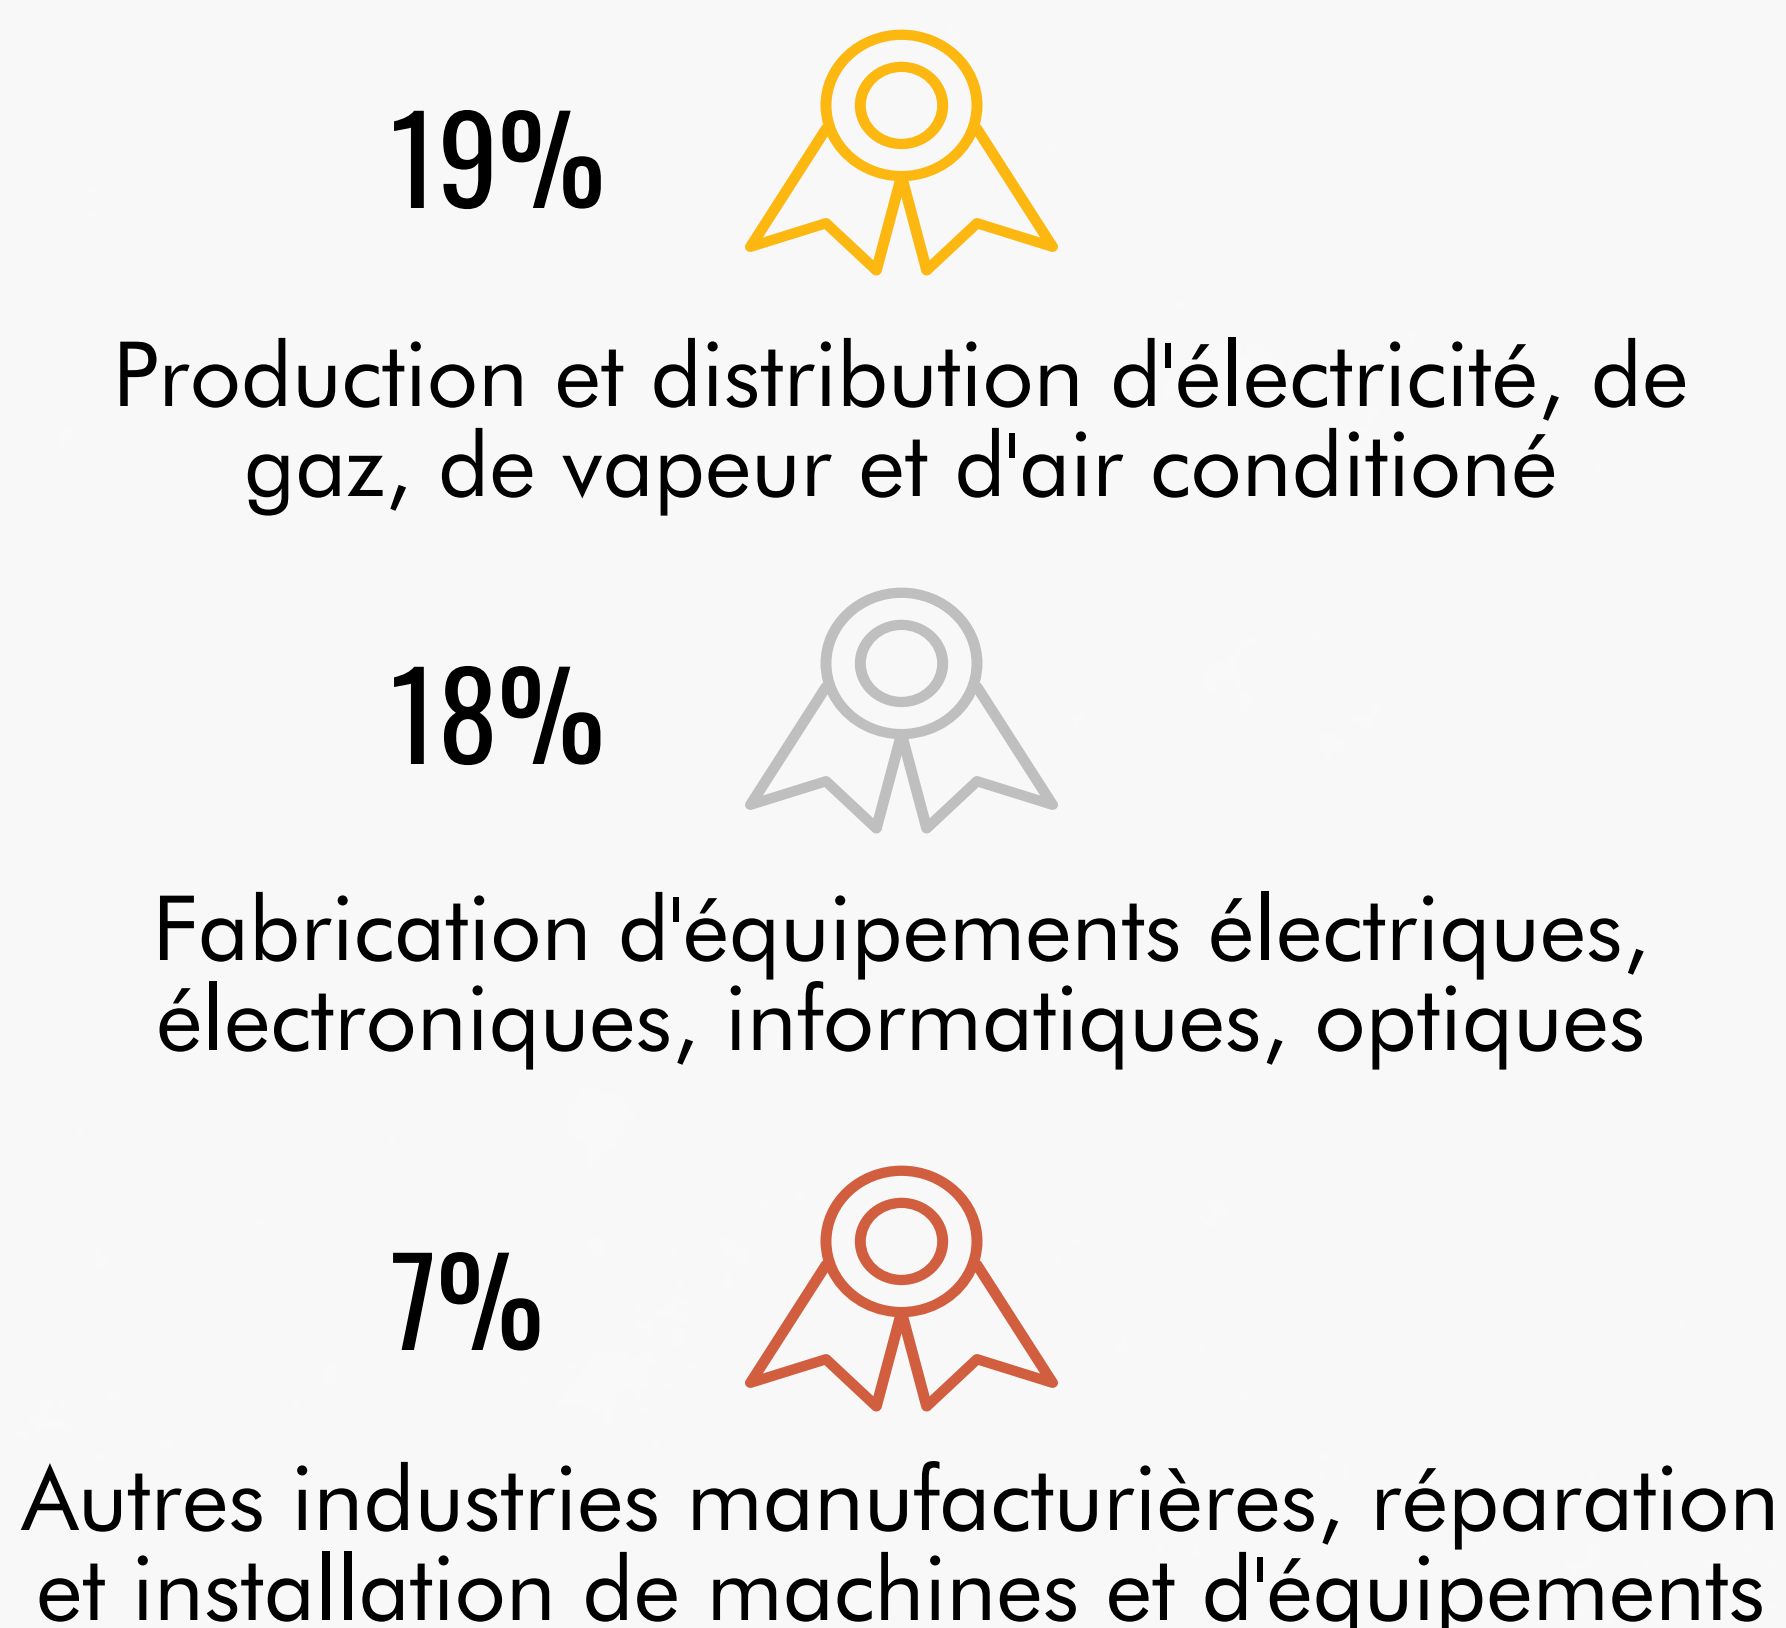 19%
Production et distribution d'électricité, de
gaz, de vapeur et d'air conditioné
18%
Fabrication d'équipements électriques,
électroniques, informatiques, optiques
7%
Autres industries manufacturières, réparation
et installation de machines et d'équipements